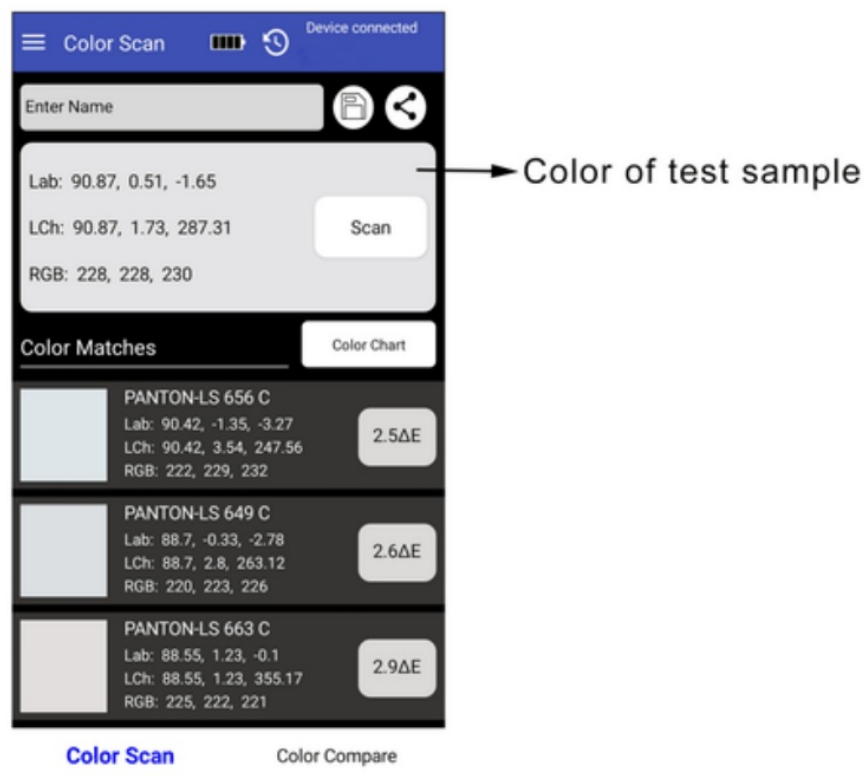 Color Scan
Device connected
Enter Name
Lab: 90.87, 0.51, -1.65
LCh: 90.87, 1.73, 287.31
RGB: 228, 228, 230
Scan
Color of test sample
Color Matches
Color Chart
PANTON-LS 656 C
Lab: 90.42, -1.35, -3.27
LCh: 90.42, 3.54, 247.56
RGB: 222, 229, 232
2.5ΔE
PANTON-LS 649 C
Lab: 88.7, -0.33, -2.78
LCh: 88.7, 2.8, 263.12
RGB: 220, 223, 226
2.6ΔE
PANTON-LS 663 C
Lab: 88.55, 1.23, -0.1
LCh: 88.55, 1.23, 355.17
RGB: 225, 222, 221
2.9ΔE
Color Scan
Color Compare